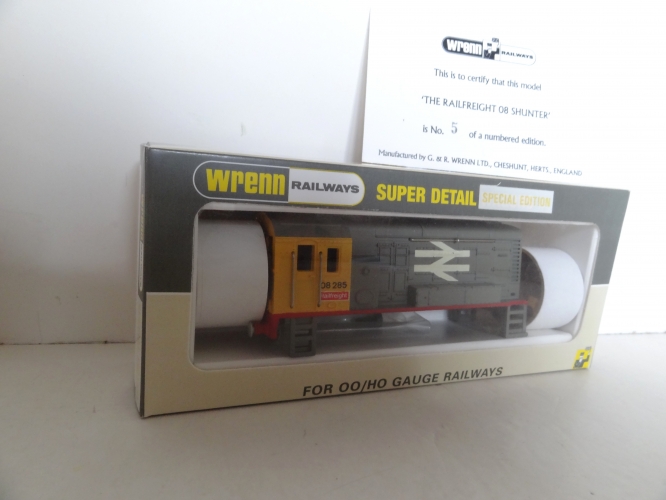 wrenn RAILWAYS
This is to certify that this model
'THE RAILFREIGHT 08 SHUNTER'
is No. 5 of a numbered edition.
Manufactured by G. & R. WRENN LTD., CHESHUNT, HERTS, ENGLAND
wrenn RAILWAYS SUPER DETAIL SPECIAL EDITION
08 285
Railfreight
FOR OO/HO GAUGE RAILWAYS